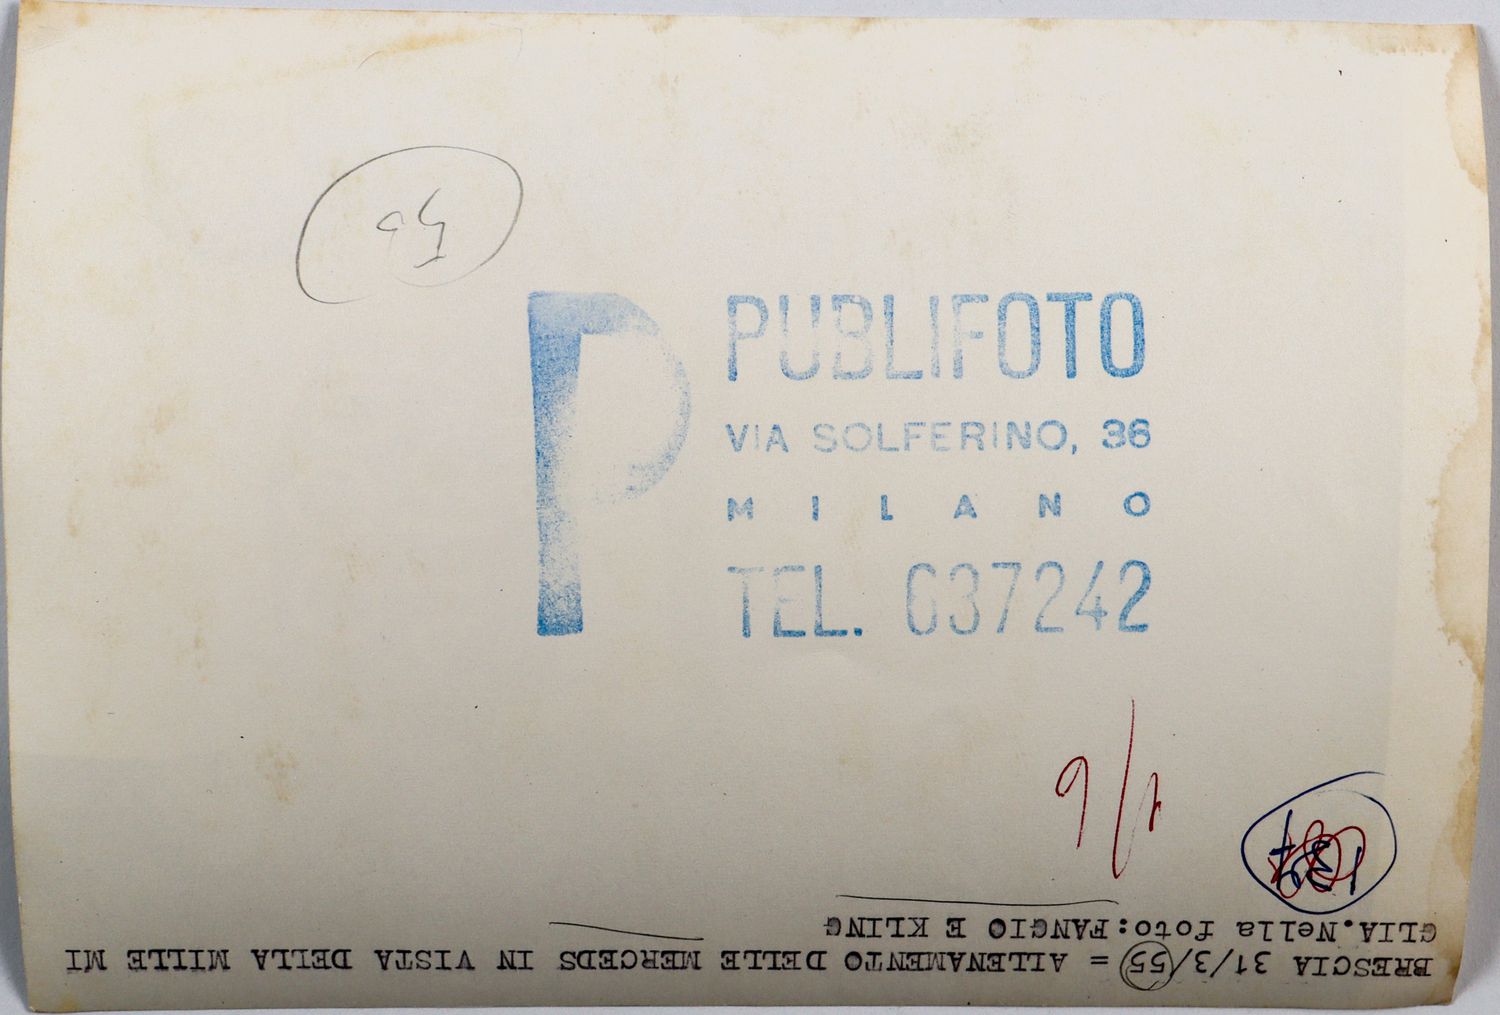 P
PUBLIFOTO
VIA SOLFERINO, 36
MILANO
TEL. 637242
BRESCIA 31/3/55 = ALLENAMENTO DELLE MERCEDS IN VISTA DELLA MILLE MI
GLIA.Nella foto:FANGIO E KLING